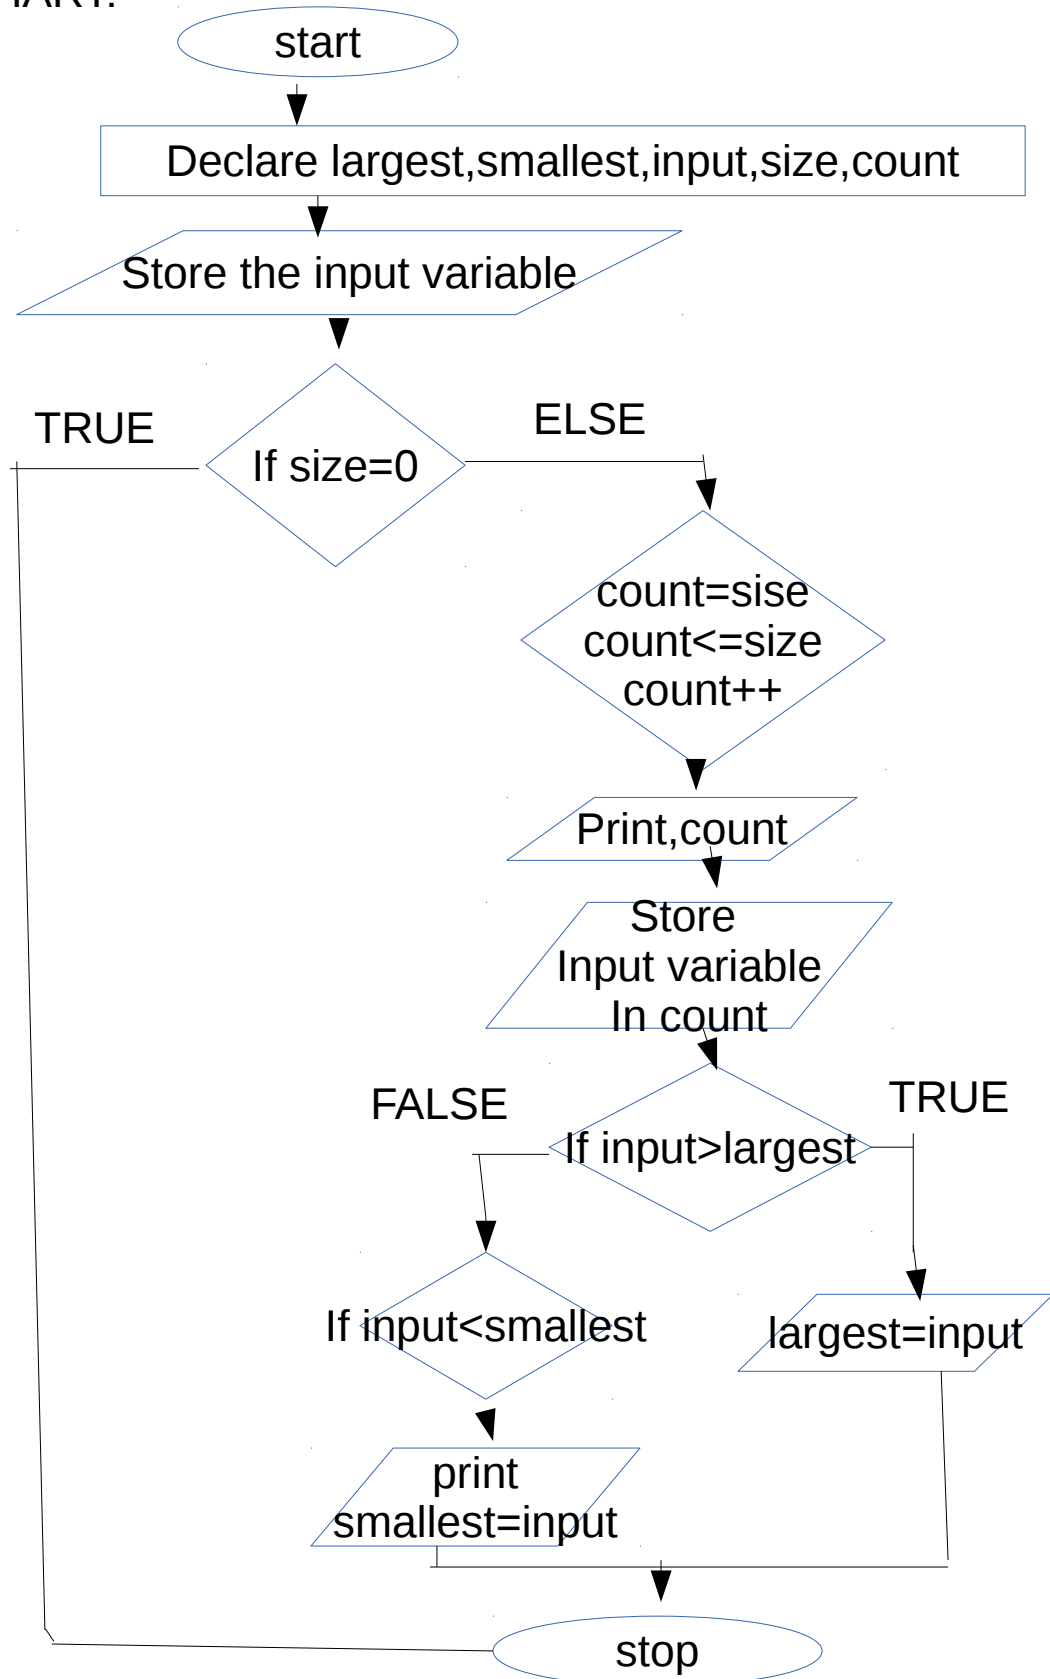 start
Declare largest,smallest,input,size,count
Store the input variable
TRUE
ELSE
If size=0
count=sise
count<=size
count++
Print,count
Store
Input variable
In count
FALSE
TRUE
If input>largest
If input<smallest
largest=input
print
smallest=input
stop